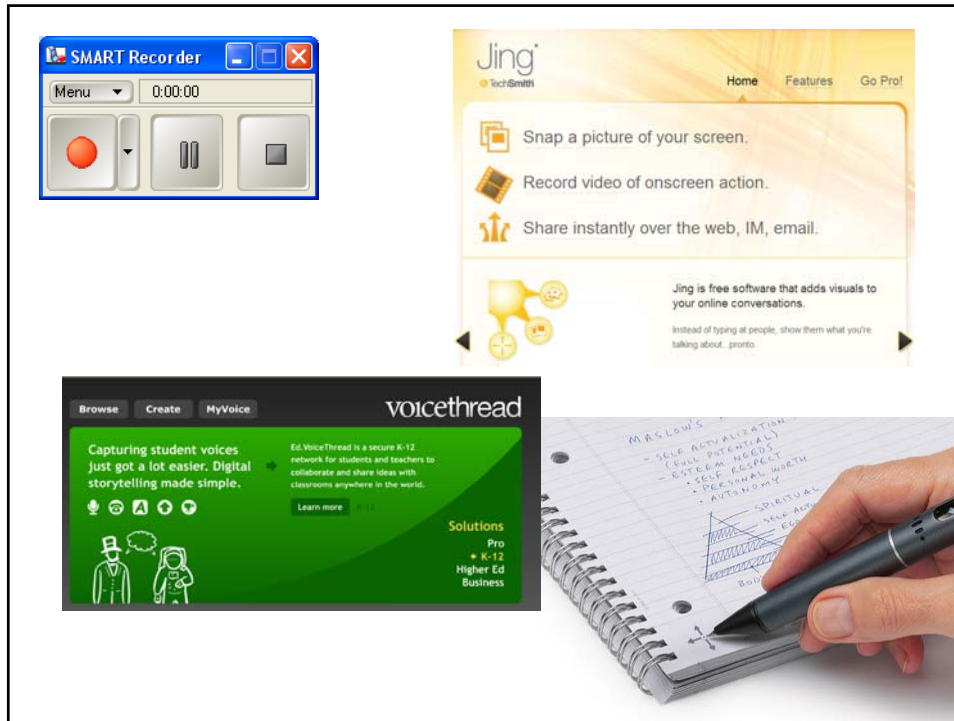 SMART Recorder
Menu 0:00:00
Jing
TechSmith
Home Features Go Pro!
Snap a picture of your screen.
Record video of onscreen action.
Share instantly over the web, IM, email.
Jing is free software that adds visuals to
your online conversations.
Instead of typing at people, show them what you're
talking about...pronto.
Browse Create MyVoice
voicethread
Capturing student voices
just got a lot easier. Digital
storytelling made simple.
Ed.VoiceThread is a secure K-12
network for students and teachers to
collaborate and share ideas with
classrooms anywhere in the world.
Learn more K-12
Solutions
Pro
+ K-12
Higher Ed
Business
MASLOW'S
- SELF ACTUALIZATION
(FULL POTENTIAL)
- ESTEEM NEEDS
• SELF RESPECT
• PERSONAL WORTH
• AUTONOMY
SPIRITUAL
SELF